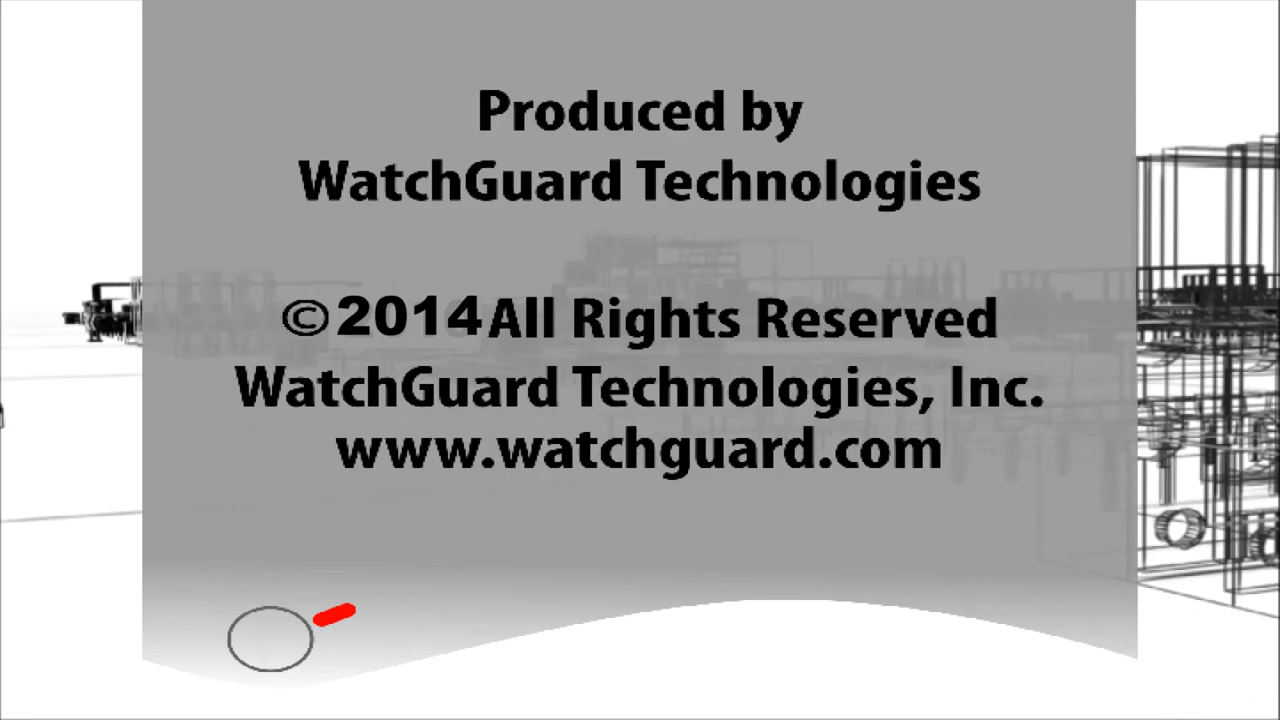 Produced by
WatchGuard Technologies
© 2014 All Rights Reserved
WatchGuard Technologies, Inc.
www.watchguard.com